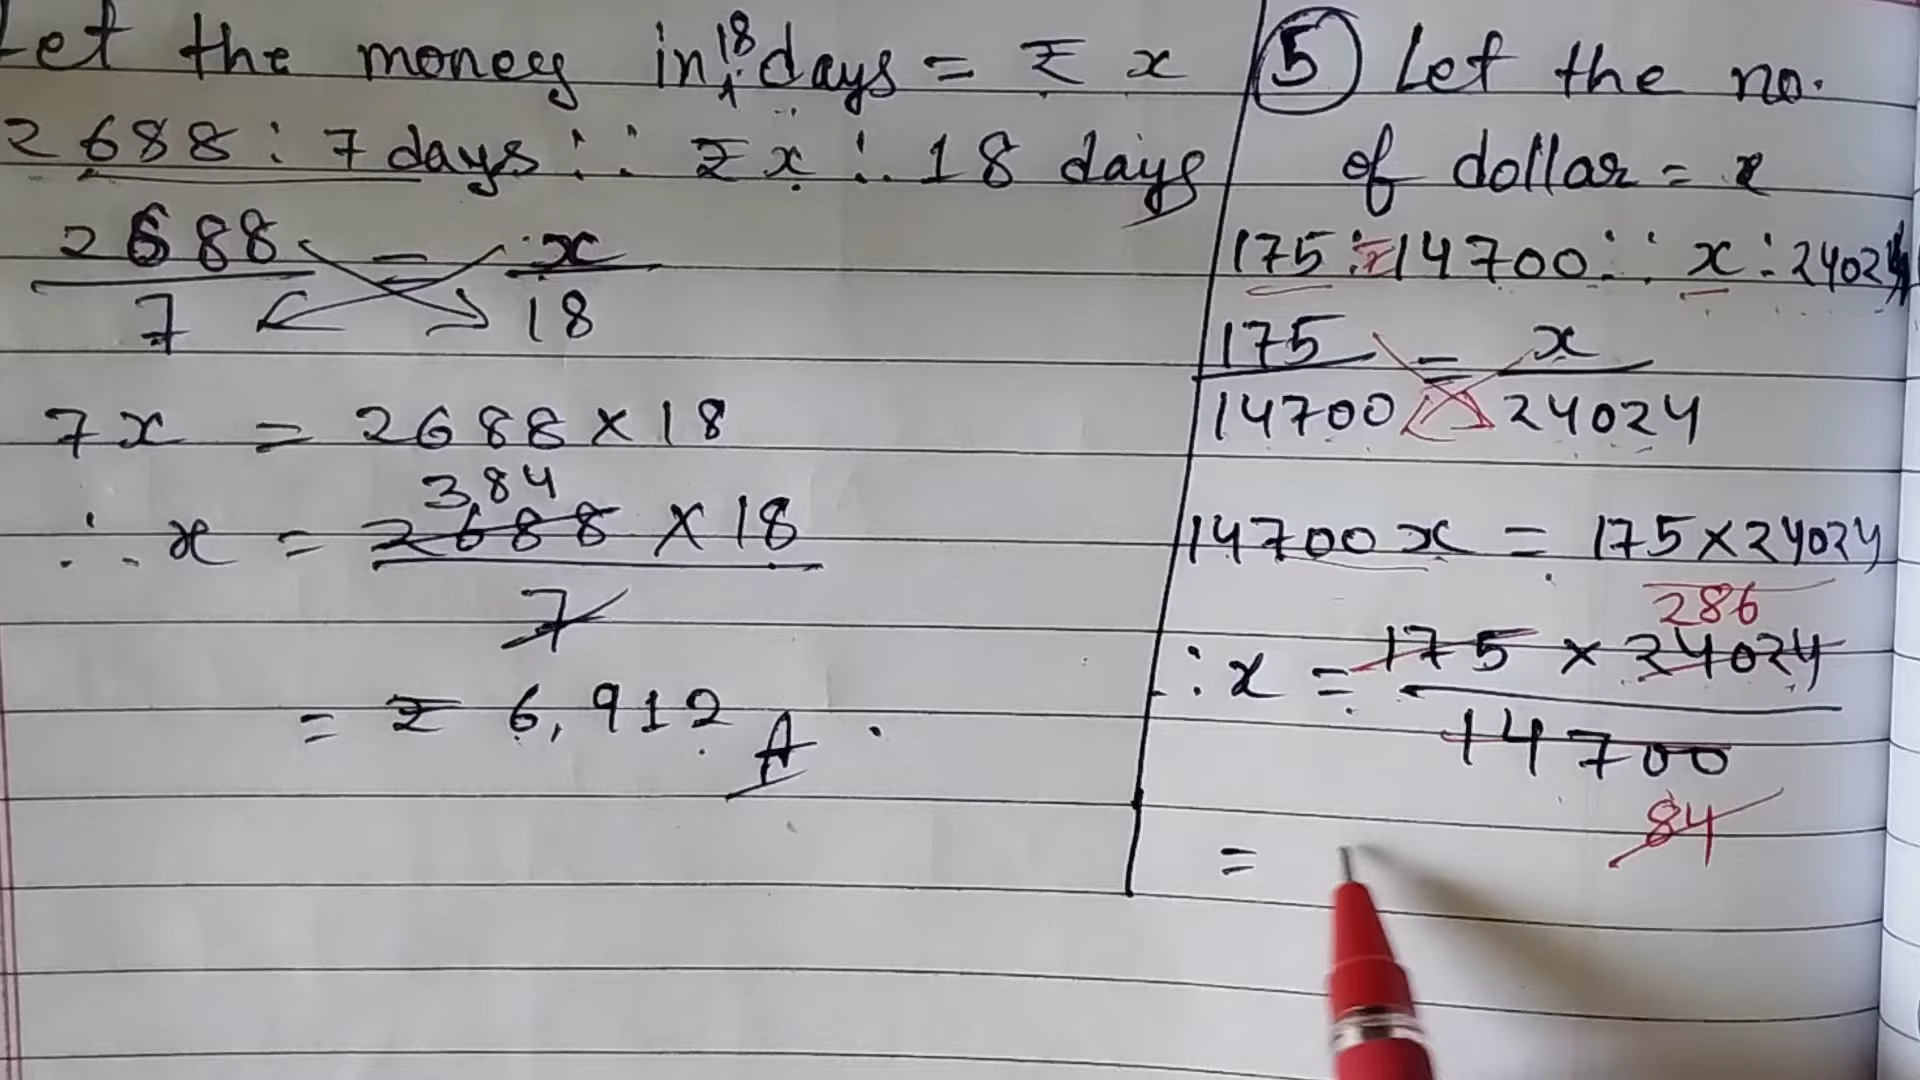 Let the money in 18 days = ₹ x
2688 : 7 days :: ₹ x : 18 days
2688 / 7 = x / 18
7x = 2688 × 18
384
∴ x = 2688 × 18 / 7
= ₹ 6,912 A
5 Let the no.
of dollar = x
175 : 14700 :: x : 24024
175 / 14700 = x / 24024
14700 x = 175 × 24024
286
∴ x = 175 × 24024 / 14700
84
=